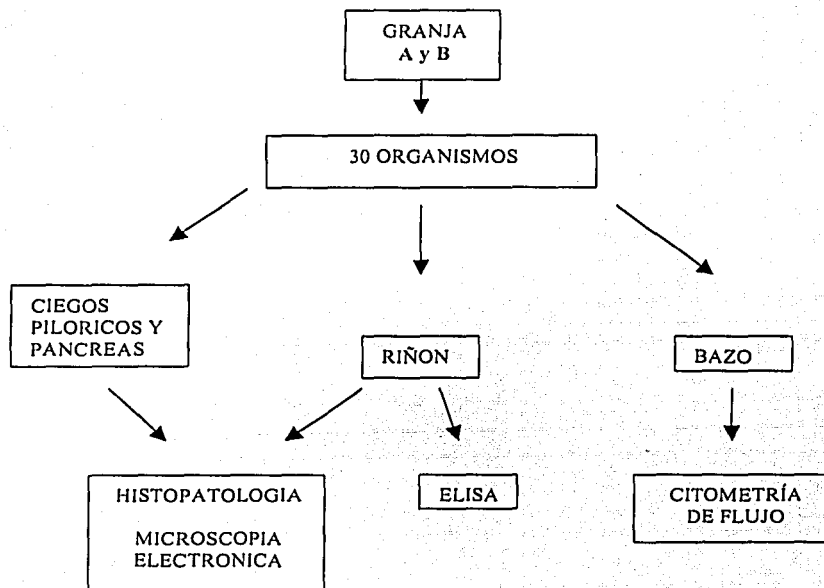 GRANJA
A y B
30 ORGANISMOS
CIEGOS
PILORICOS Y
PANCREAS
RIÑON
BAZO
HISTOPATOLOGIA
MICROSCOPIA
ELECTRONICA
ELISA
CITOMETRÍA
DE FLUJO